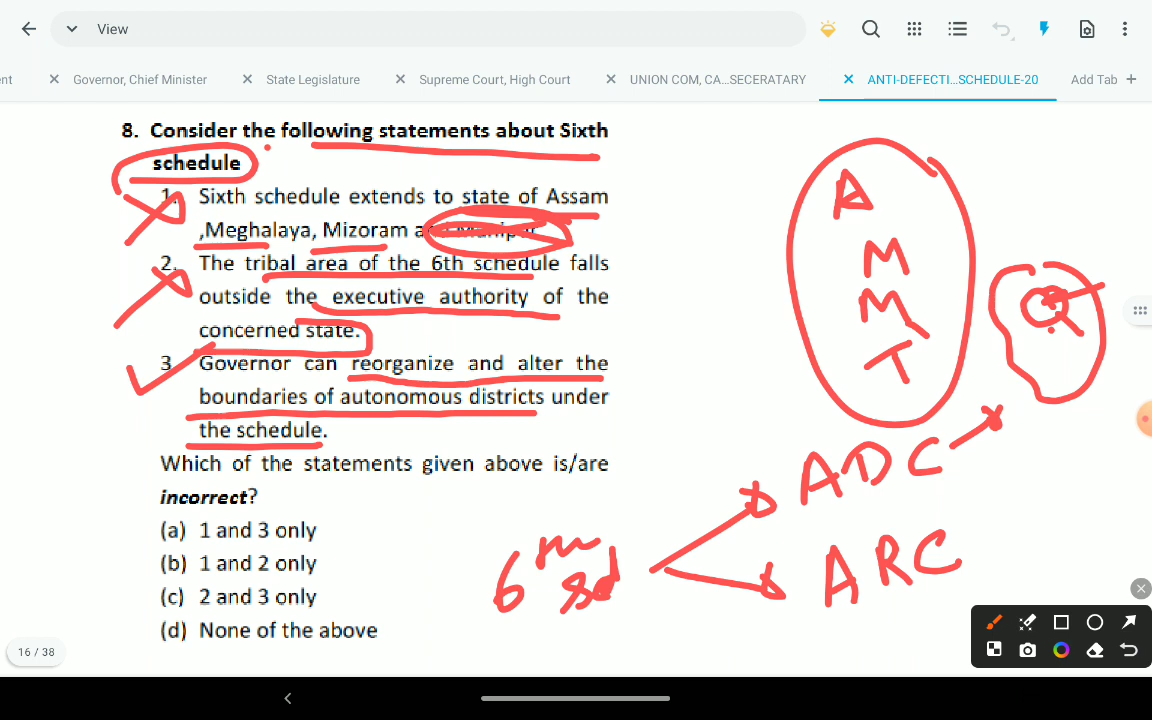 View
nt
Governor, Chief Minister
State Legislature
Supreme Court, High Court
UNION COM, CA...SECERATARY
ANTI-DEFECTI...SCHEDULE-20
Add Tab
8. Consider the following statements about Sixth
schedule
1. Sixth schedule extends to state of Assam
,Meghalaya, Mizoram and Manipur
2. The tribal area of the 6th schedule falls
outside the executive authority of the
concerned state.
3 Governor can reorganize and alter the
boundaries of autonomous districts under
the schedule.
Which of the statements given above is/are
incorrect?
(a) 1 and 3 only
(b) 1 and 2 only
(c) 2 and 3 only
(d) None of the above
A
M
M
T
6th sd
ADC
ARC
16 / 38